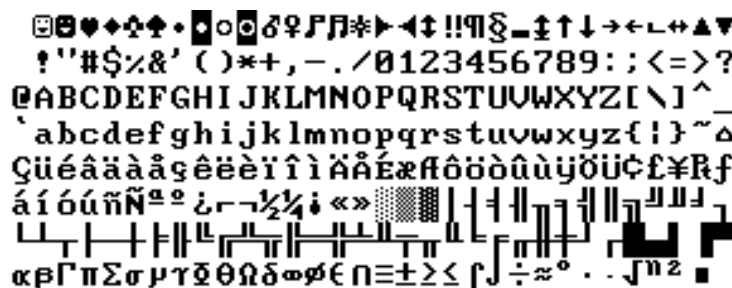 ☺☻♥♦♣♠•◘○◙♂♀♪♫☼►◄↕‼¶§▬↨↑↓→←∟↔▲▼
!"#$%&'()*+,-./0123456789:;<=>?
@ABCDEFGHIJKLMNOPQRSTUVWXYZ[\]^_
`abcdefghijklmnopqrstuvwxyz{|}~⌂
ÇüéâäàåçêëèïîìÄÅÉæÆôöòûùÿÖÜ¢£¥₧ƒ
áíóúñÑªº¿⌐¬½¼¡«»░▒▓│┤╡╢╖╕╣║╗╝╜╛┐
└┴┬├─┼╞╟╚╔╩╦╠═╬╧╨╤╥╙╘╒╓╫╪┘┌█▄▌▐▀
αßΓπΣσµτΦΘΩδ∞φε∩≡±≥≤⌠⌡÷≈°∙·√ⁿ²■